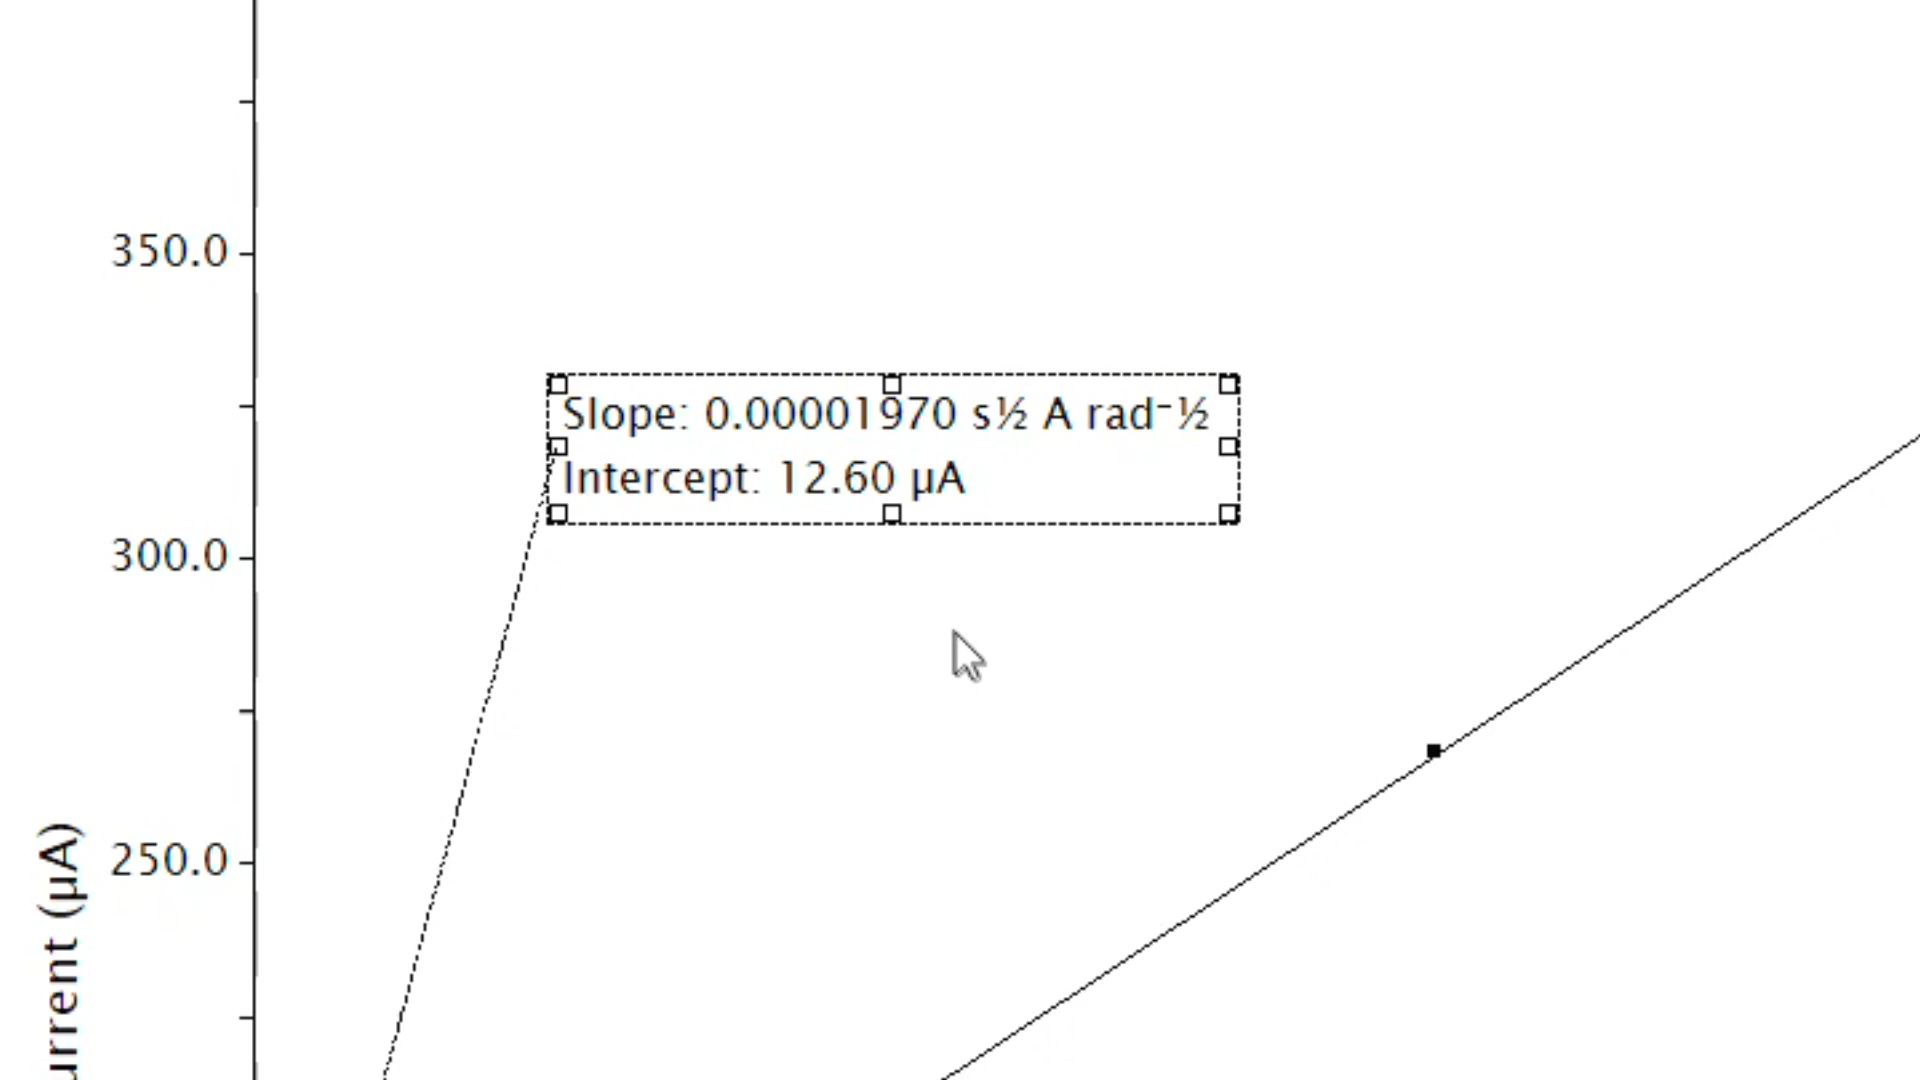 350.0
Slope: 0.00001970 s½ A rad⁻½
Intercept: 12.60 µA
300.0
250.0
urrent (µA)